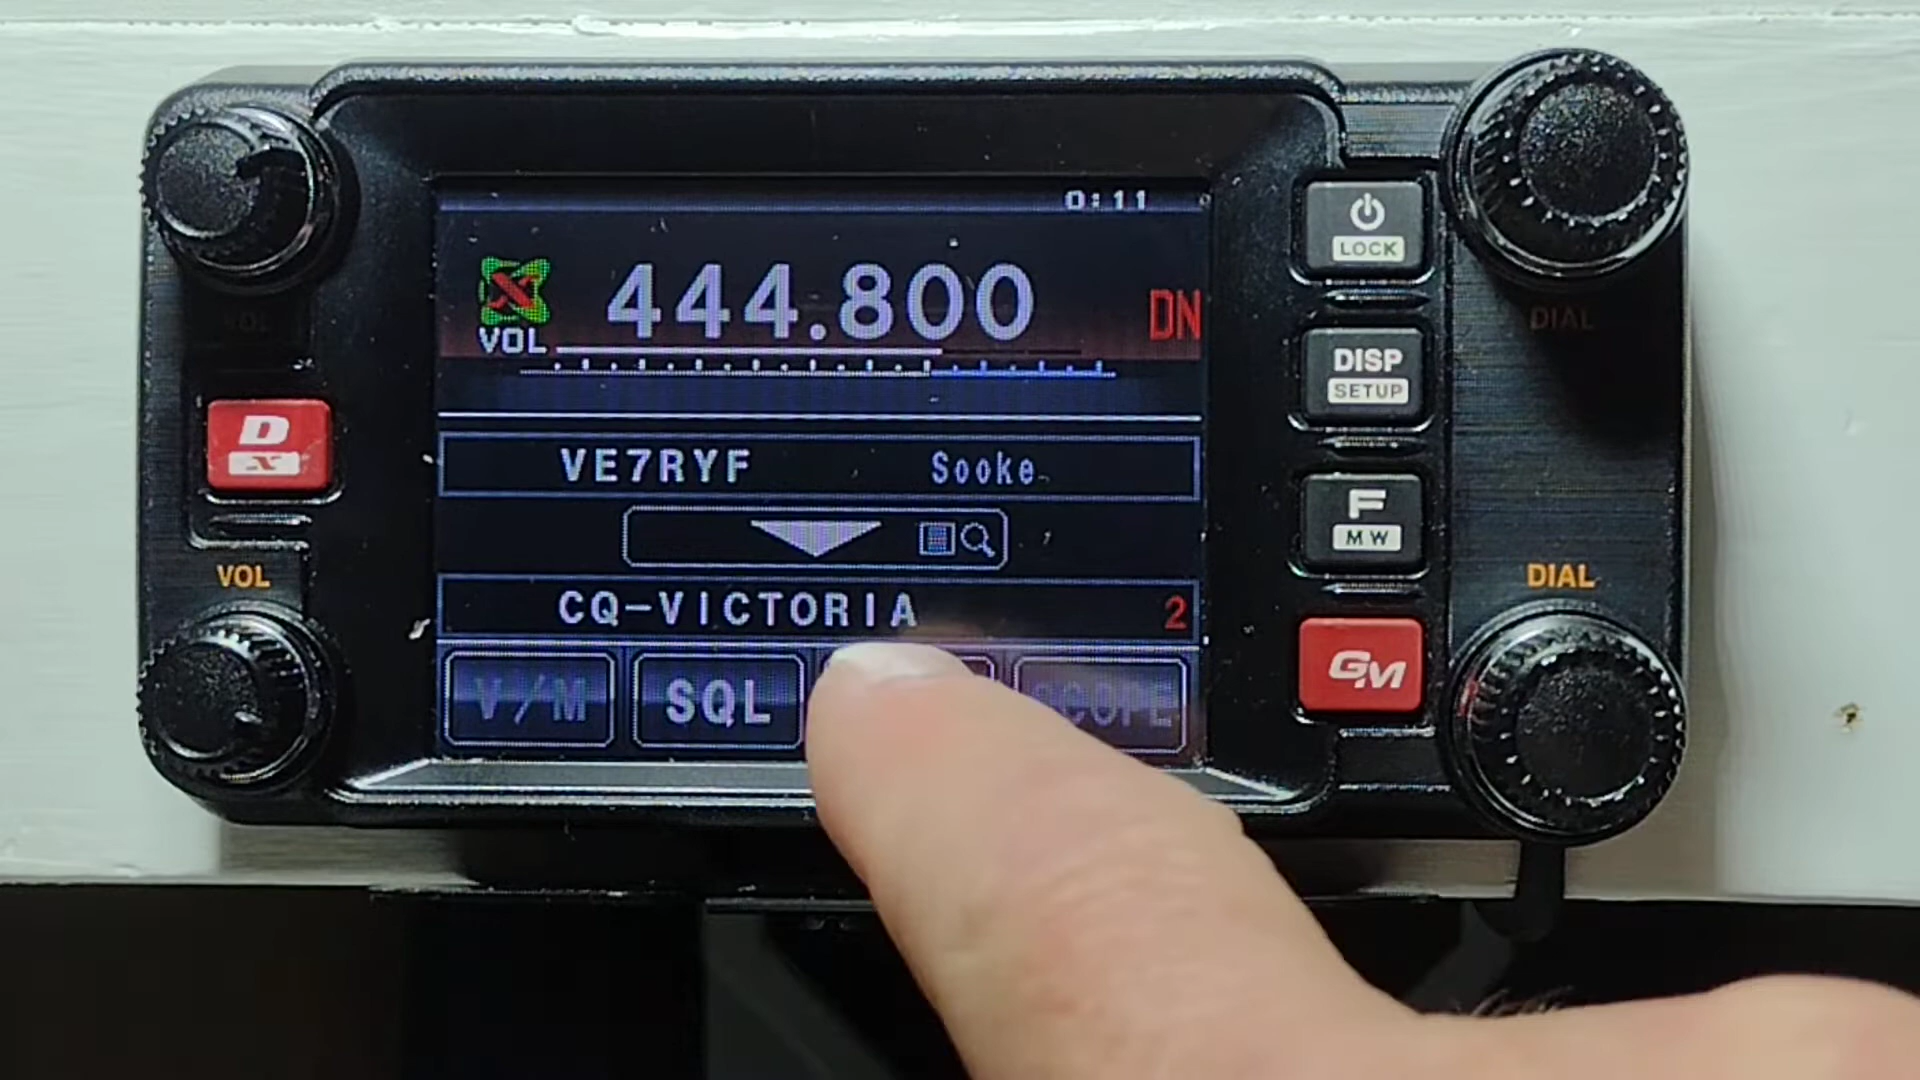 0:11
444.800
DN
VOL
VE7RYF Sooke
CQ-VICTORIA 2
V/M SQL SCOPE
D
X
VOL
LOCK
DISP
SETUP
F
MW
GM
DIAL
DIAL